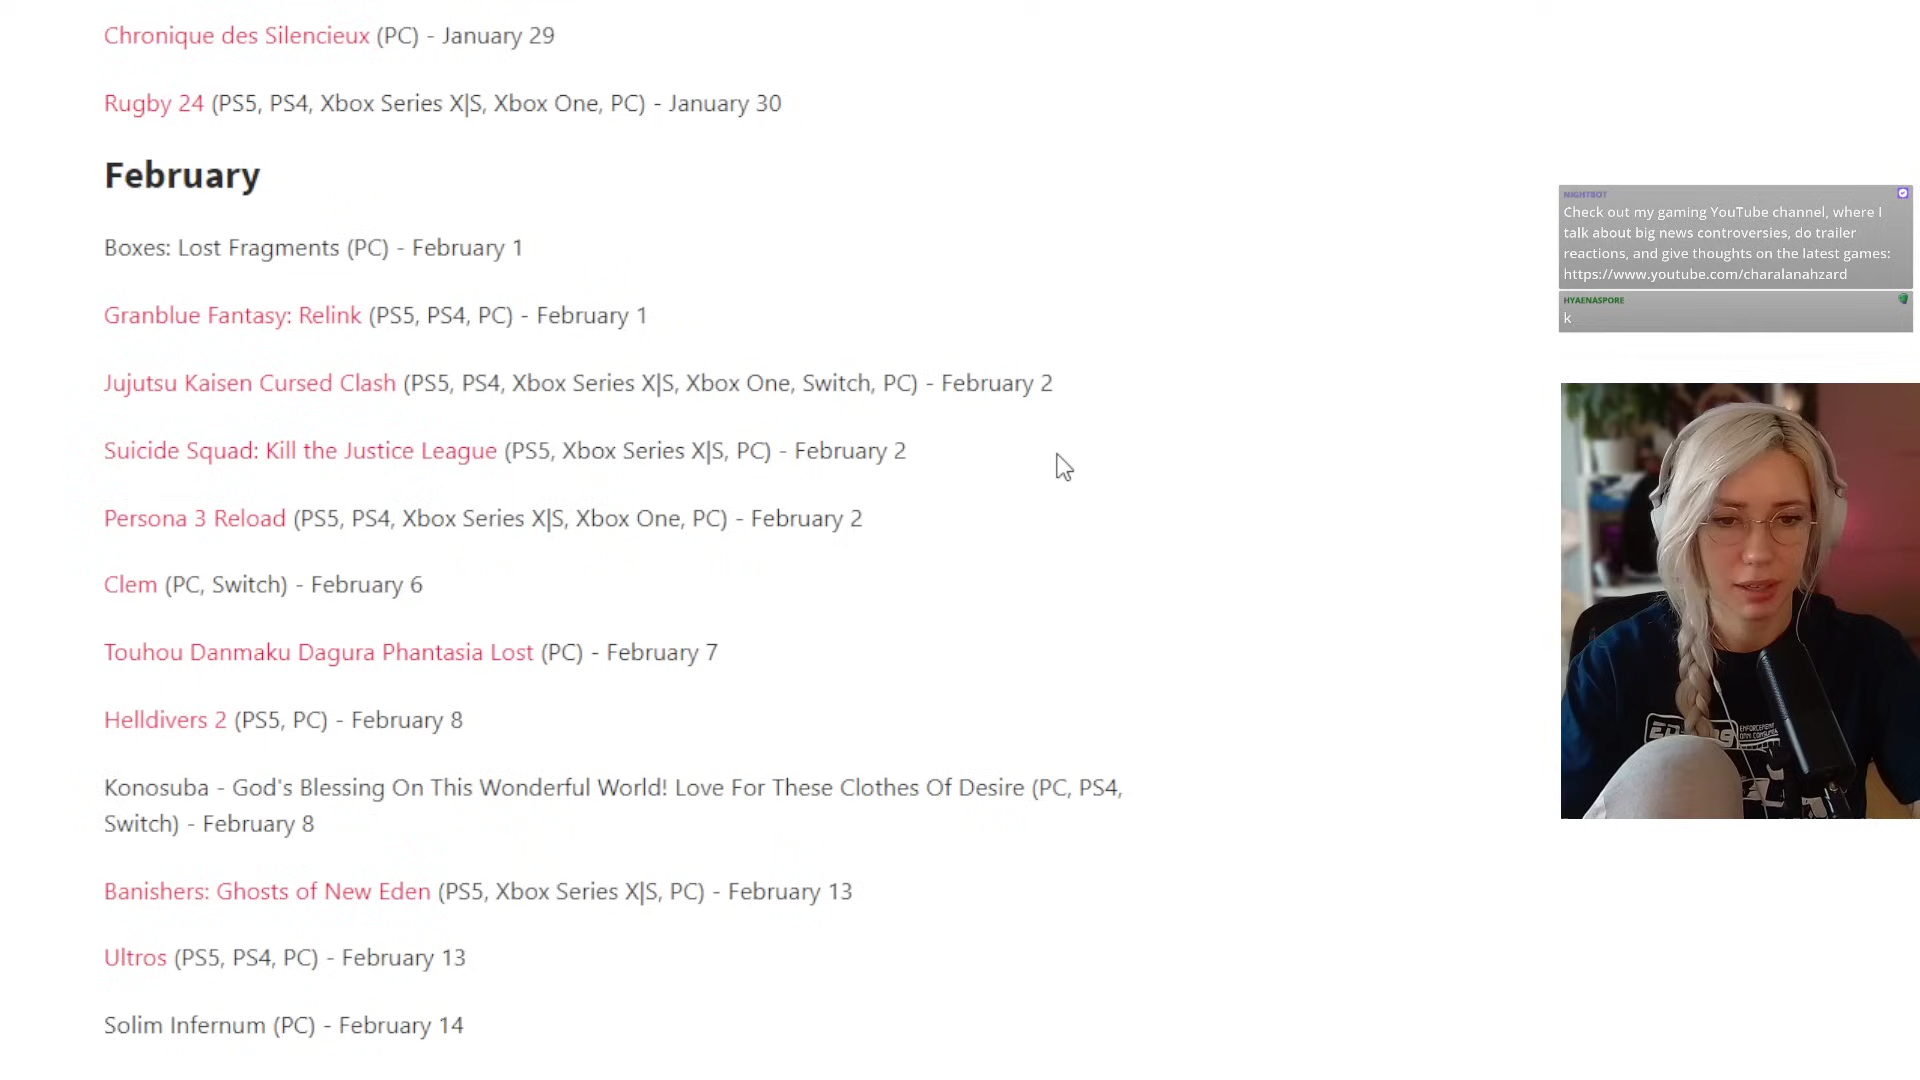 Chronique des Silencieux (PC) - January 29
Rugby 24 (PS5, PS4, Xbox Series X|S, Xbox One, PC) - January 30
February
Boxes: Lost Fragments (PC) - February 1
Granblue Fantasy: Relink (PS5, PS4, PC) - February 1
Jujutsu Kaisen Cursed Clash (PS5, PS4, Xbox Series X|S, Xbox One, Switch, PC) - February 2
Suicide Squad: Kill the Justice League (PS5, Xbox Series X|S, PC) - February 2
Persona 3 Reload (PS5, PS4, Xbox Series X|S, Xbox One, PC) - February 2
Clem (PC, Switch) - February 6
Touhou Danmaku Dagura Phantasia Lost (PC) - February 7
Helldivers 2 (PS5, PC) - February 8
Konosuba - God's Blessing On This Wonderful World! Love For These Clothes Of Desire (PC, PS4,
Switch) - February 8
Banishers: Ghosts of New Eden (PS5, Xbox Series X|S, PC) - February 13
Ultros (PS5, PS4, PC) - February 13
Solim Infernum (PC) - February 14
NIGHTBOT
Check out my gaming YouTube channel, where I
talk about big news controversies, do trailer
reactions, and give thoughts on the latest games:
https://www.youtube.com/charalanahzard
HYAENASPORE
k